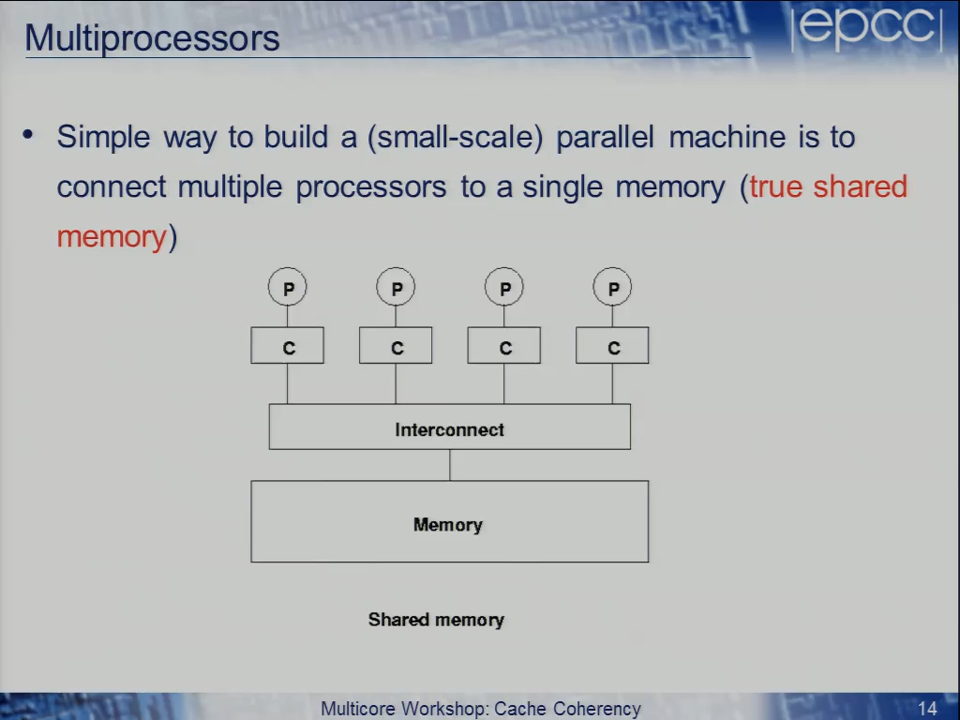 Multiprocessors
|epcc|
• Simple way to build a (small-scale) parallel machine is to
connect multiple processors to a single memory (true shared
memory)
P P P P
C C C C
Interconnect
Memory
Shared memory
Multicore Workshop: Cache Coherency
14